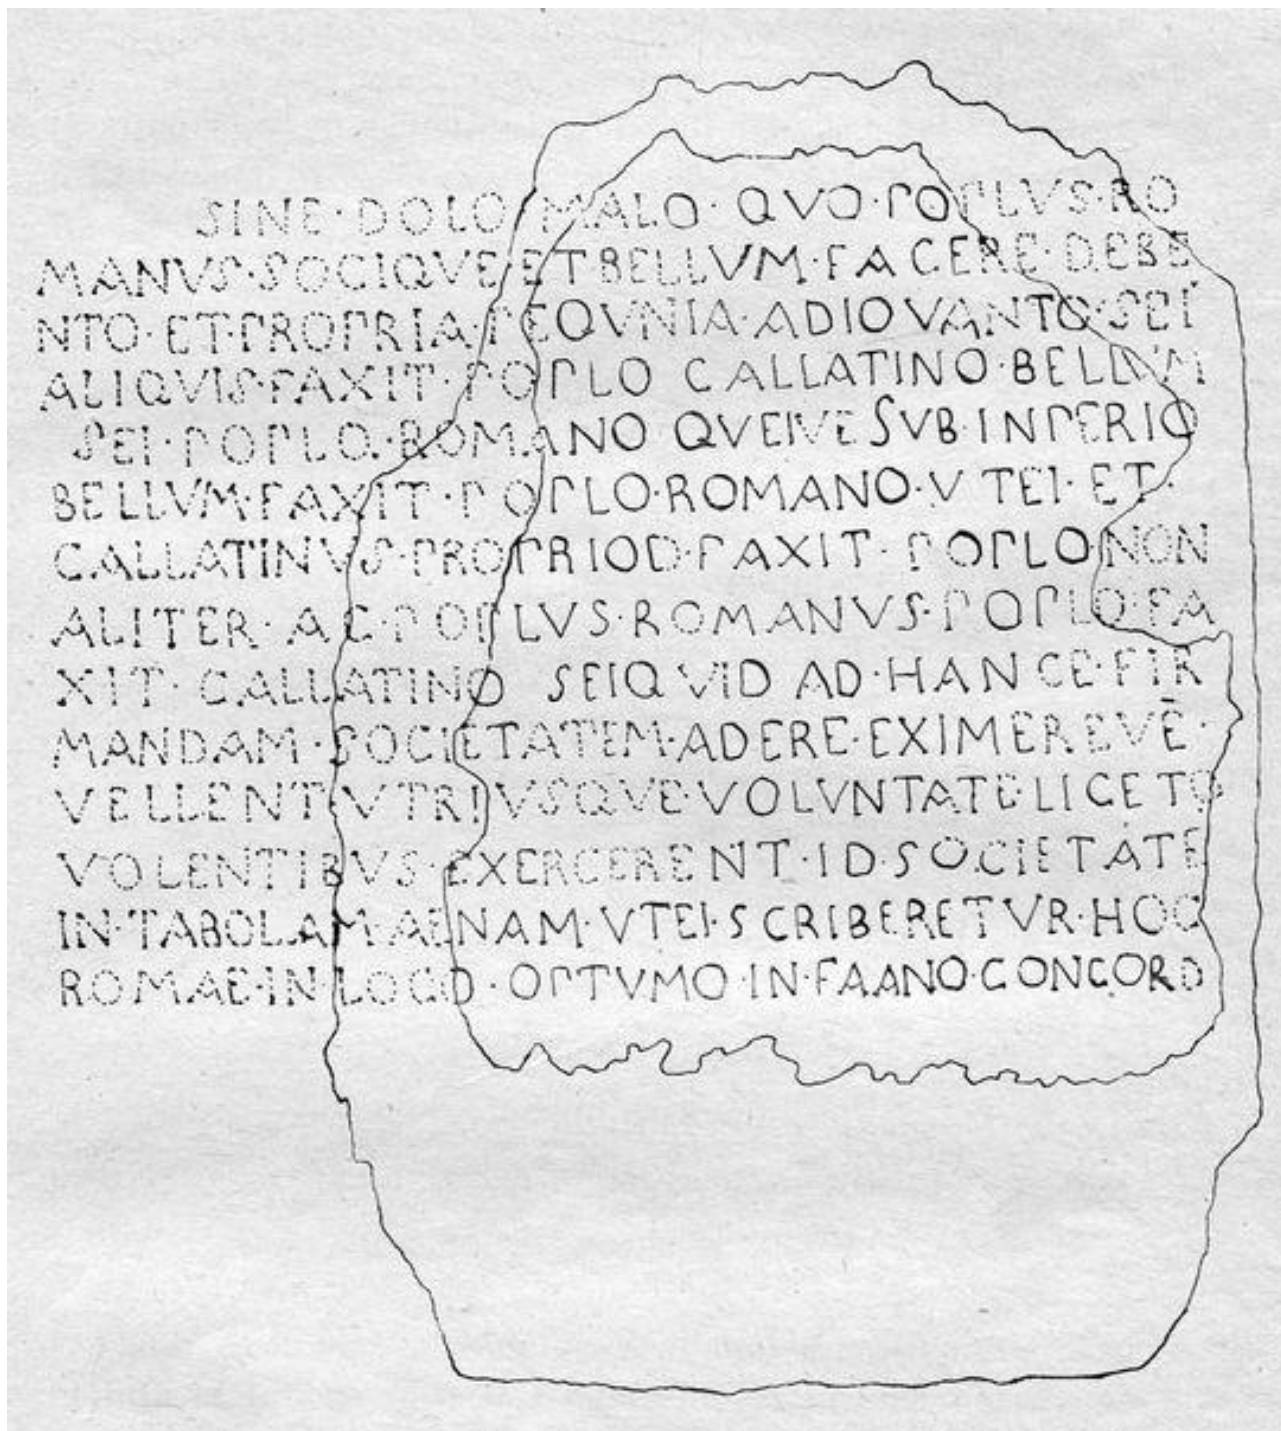 SINE·DOLO MALO·QVO·POPLVS·RO
MANVS·SOCIQVE ET BELLVM·FACERE·DEBE
NTO·ET·PROPRIA·PEQVNIA·ADIOVANTO·SEI
ALIQVIS·FAXIT·POPLO CALLATINO·BELLVM
SEI·POPLO·ROMANO QVEIVE SVB·INPERIO
BELLVM·FAXIT·POPLO·ROMANO·VTEI·ET·
CALLATINVS·PROPRIOD·FAXIT·POPLO·NON
ALITER·AC·POPLVS·ROMANVS·POPLO·FA
XIT·CALLATINO SEIQVID AD·HANCE·FIR
MANDAM·SOCIETATEM·ADERE·EXIMEREVĒ·
VELLENT·VTRIVSQVE·VOLVNTATE·LICETO
VOLENTIBVS·EXERCERENT·ID·SOCIETATE
IN·TABOLAM·AENAM·VTEI·SCRIBERETVR·HOC
ROMAE·IN·LOCO·OPTVMO·IN·FAANO·CONCORD